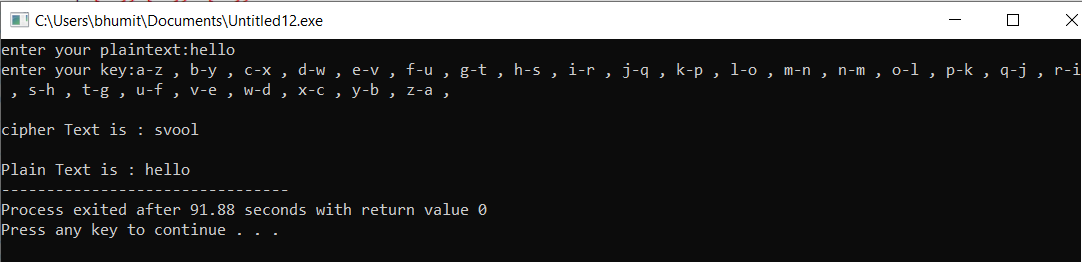 C:\Users\bhumit\Documents\Untitled12.exe
enter your plaintext:hello
enter your key:a-z , b-y , c-x , d-w , e-v , f-u , g-t , h-s , i-r , j-q , k-p , l-o , m-n , n-m , o-l , p-k , q-j , r-i
 , s-h , t-g , u-f , v-e , w-d , x-c , y-b , z-a ,
cipher Text is : svool
Plain Text is : hello
--------------------------------
Process exited after 91.88 seconds with return value 0
Press any key to continue . . .